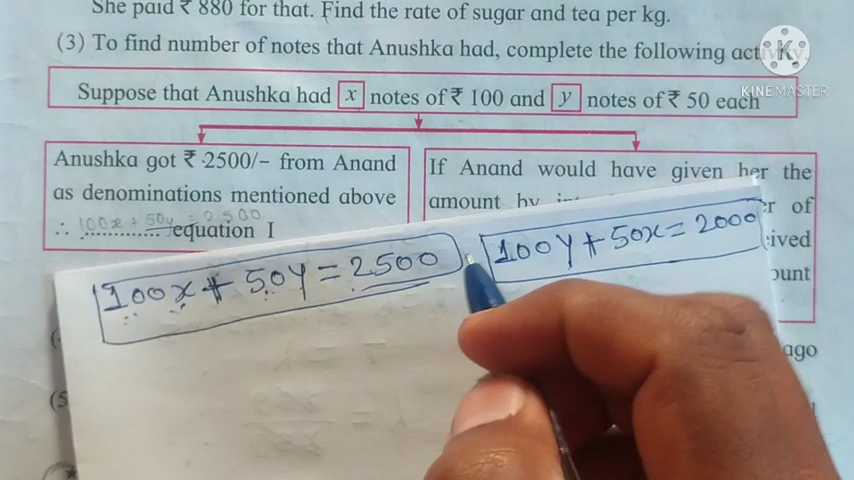 She paid ₹ 880 for that. Find the rate of sugar and tea per kg.
(3) To find number of notes that Anushka had, complete the following activity.
K
KINEMASTER
Suppose that Anushka had x notes of ₹ 100 and y notes of ₹ 50 each
Anushka got ₹ 2500/- from Anand
as denominations mentioned above
∴ 100x + 50y = 2500 equation I
If Anand would have given her the
amount by
er of
ived
ount
100x + 50y = 2500
100y + 50x = 2000
ago
(5